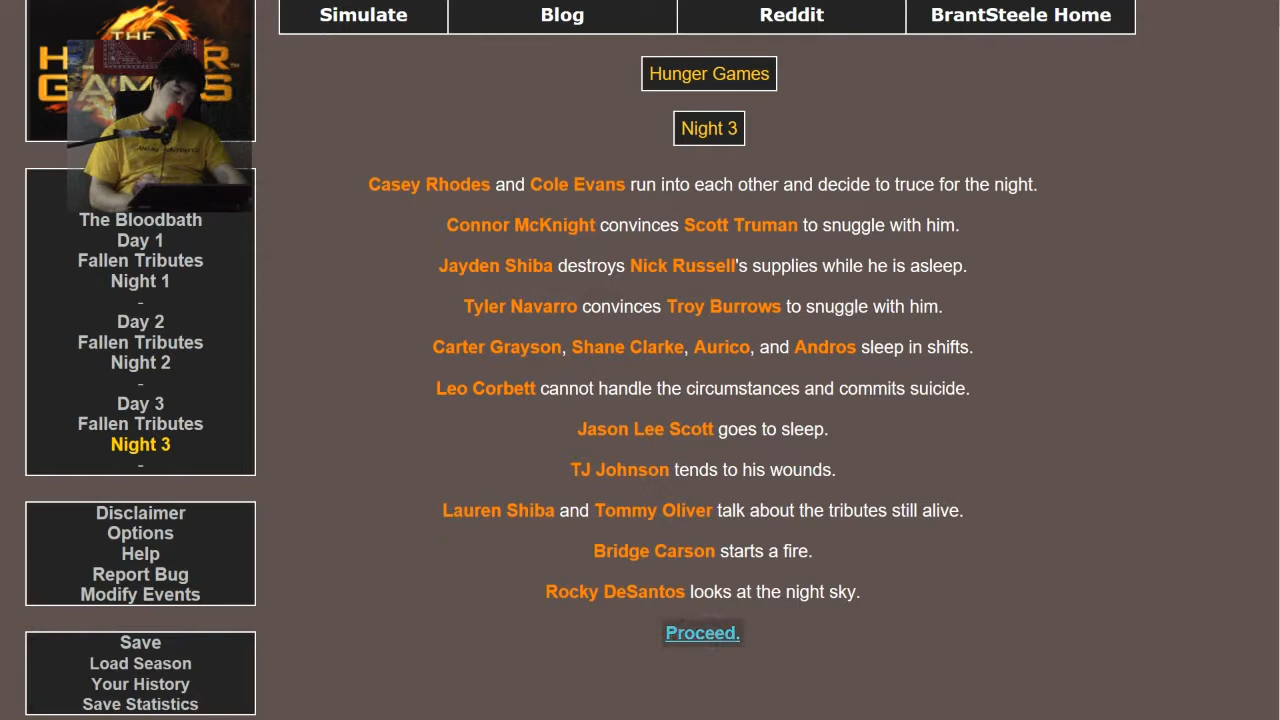 Simulate
Blog
Reddit
BrantSteele Home
THE
GAMES
Hunger Games
Night 3
Casey Rhodes and Cole Evans run into each other and decide to truce for the night.
Connor McKnight convinces Scott Truman to snuggle with him.
Jayden Shiba destroys Nick Russell's supplies while he is asleep.
Tyler Navarro convinces Troy Burrows to snuggle with him.
Carter Grayson, Shane Clarke, Aurico, and Andros sleep in shifts.
Leo Corbett cannot handle the circumstances and commits suicide.
Jason Lee Scott goes to sleep.
TJ Johnson tends to his wounds.
Lauren Shiba and Tommy Oliver talk about the tributes still alive.
Bridge Carson starts a fire.
Rocky DeSantos looks at the night sky.
Proceed.
The Bloodbath
Day 1
Fallen Tributes
Night 1
-
Day 2
Fallen Tributes
Night 2
-
Day 3
Fallen Tributes
Night 3
-
Disclaimer
Options
Help
Report Bug
Modify Events
Save
Load Season
Your History
Save Statistics